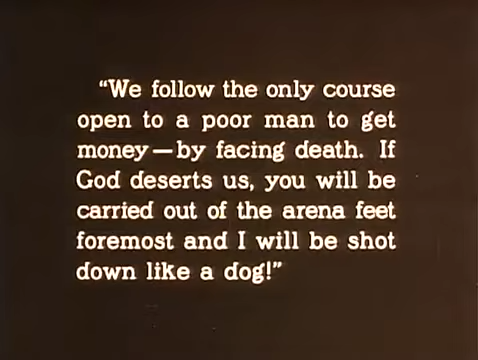 “We follow the only course
open to a poor man to get
money—by facing death. If
God deserts us, you will be
carried out of the arena feet
foremost and I will be shot
down like a dog!”